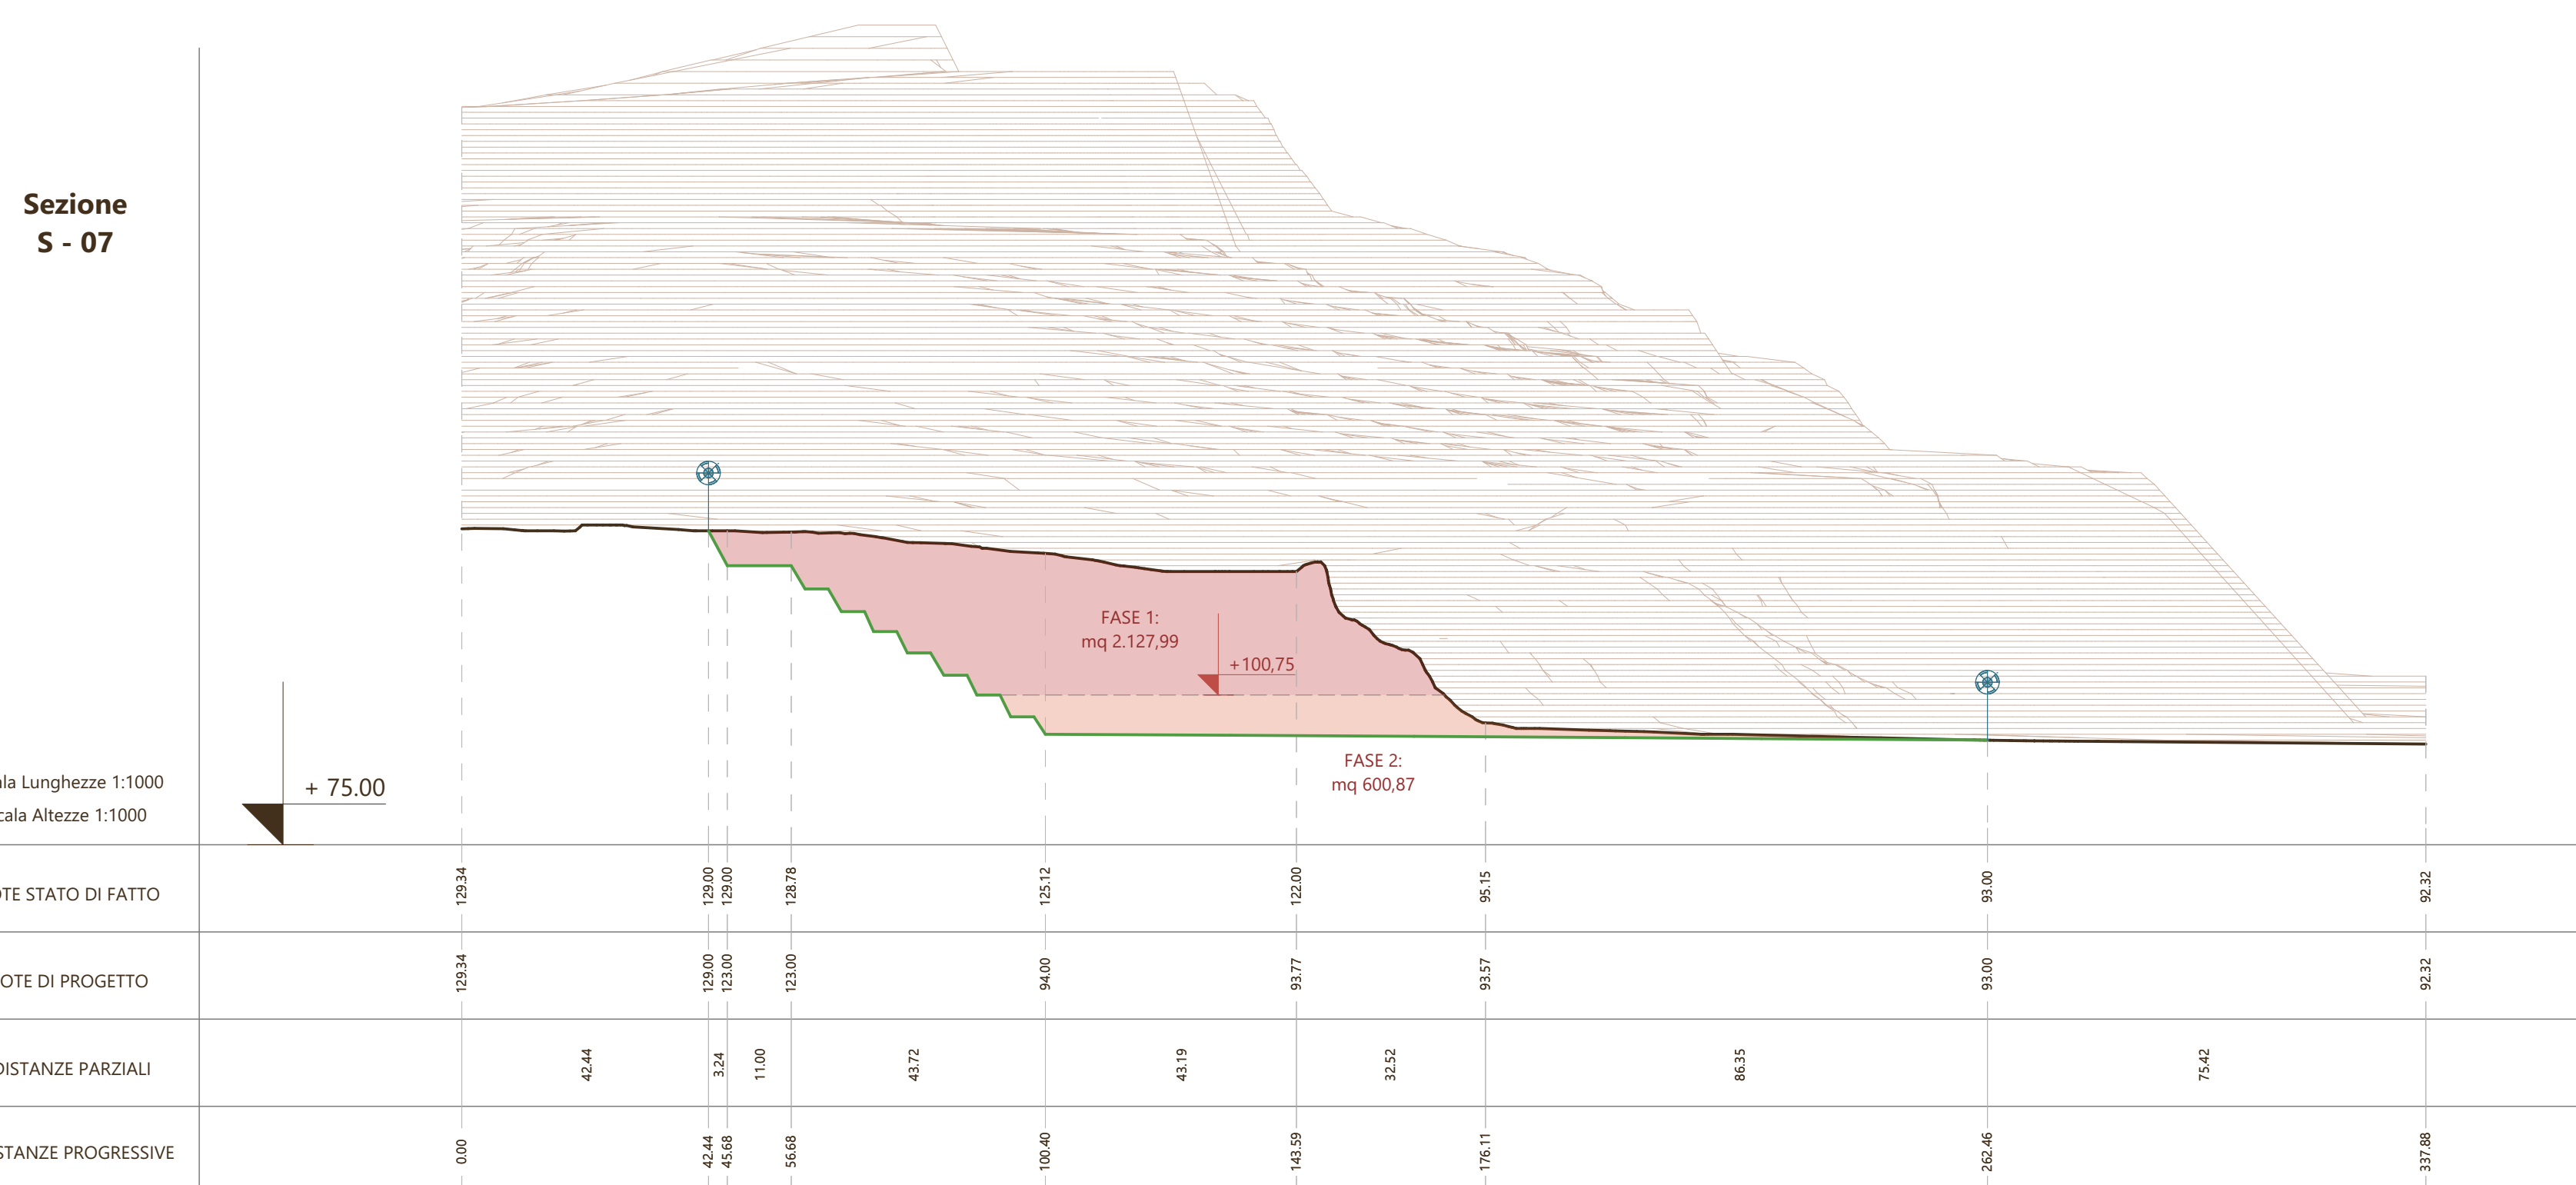 Sezione
S - 07
FASE 1:
mq 2.127,99
+100,75
FASE 2:
mq 600,87
la Lunghezze 1:1000
cala Altezze 1:1000
+ 75.00
OTE STATO DI FATTO
129.34 129.00 129.00 128.78 125.12 122.00 95.15 93.00 92.32
OTE DI PROGETTO
129.34 129.00 123.00 123.00 94.00 93.77 93.57 93.00 92.32
DISTANZE PARZIALI
42.44 3.24 11.00 43.72 43.19 32.52 86.35 75.42
STANZE PROGRESSIVE
0.00 42.44 45.68 56.68 100.40 143.59 176.11 262.46 337.88